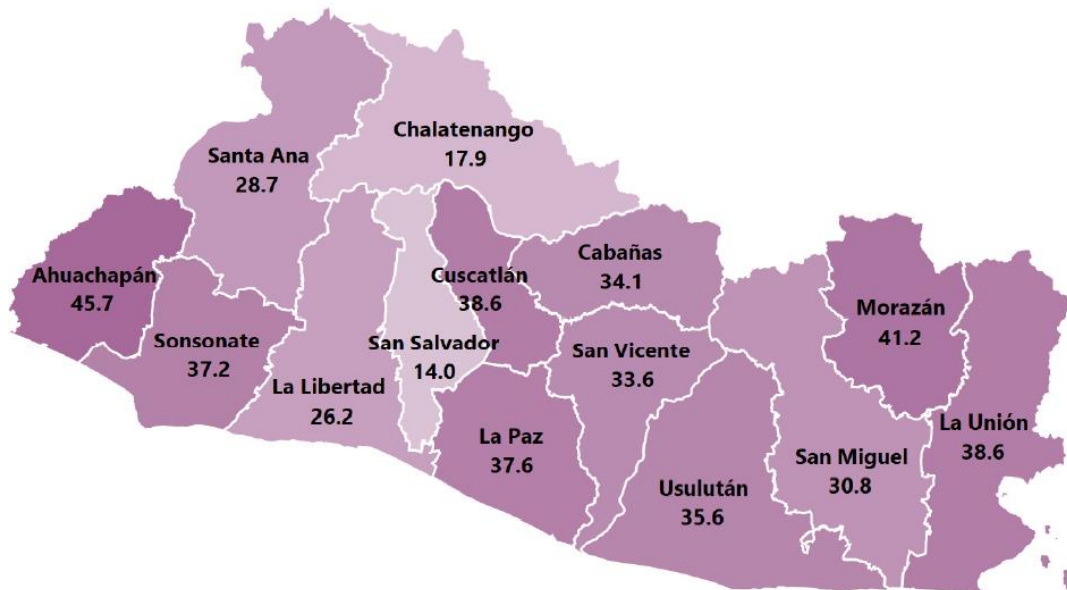 Chalatenango
17.9
Santa Ana
28.7
Ahuachapán
45.7
Sonsonate
37.2
La Libertad
26.2
San Salvador
14.0
Cuscatlán
38.6
Cabañas
34.1
San Vicente
33.6
La Paz
37.6
Usulután
35.6
San Miguel
30.8
Morazán
41.2
La Unión
38.6